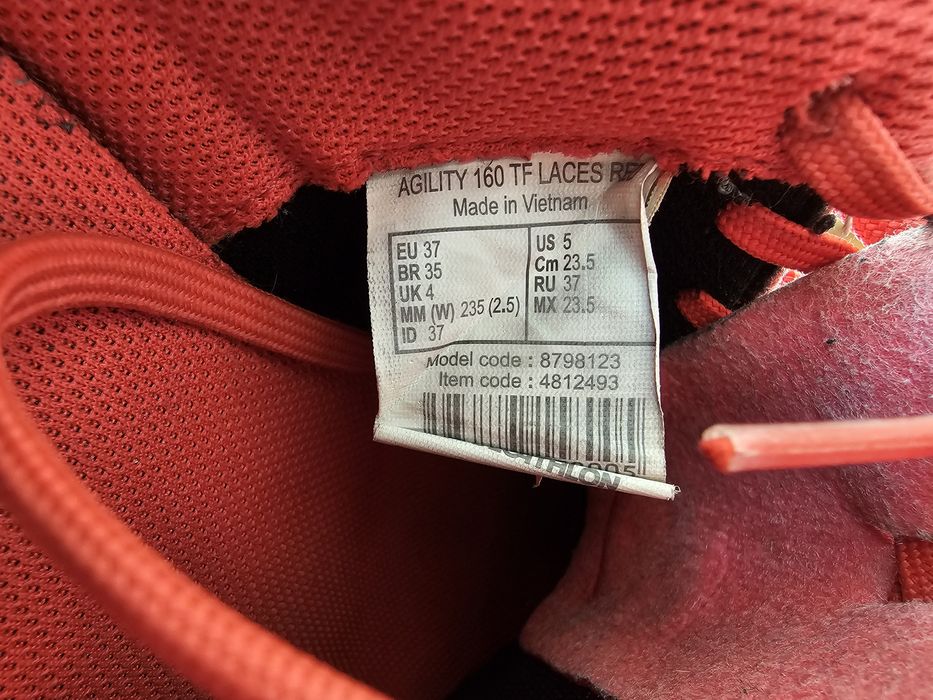 AGILITY 160 TF LACES RE
Made in Vietnam
EU 37
BR 35
UK 4
MM (W) 235 (2.5)
ID 37
US 5
Cm 23.5
RU 37
MX 23.5
Model code : 8798123
Item code : 4812493